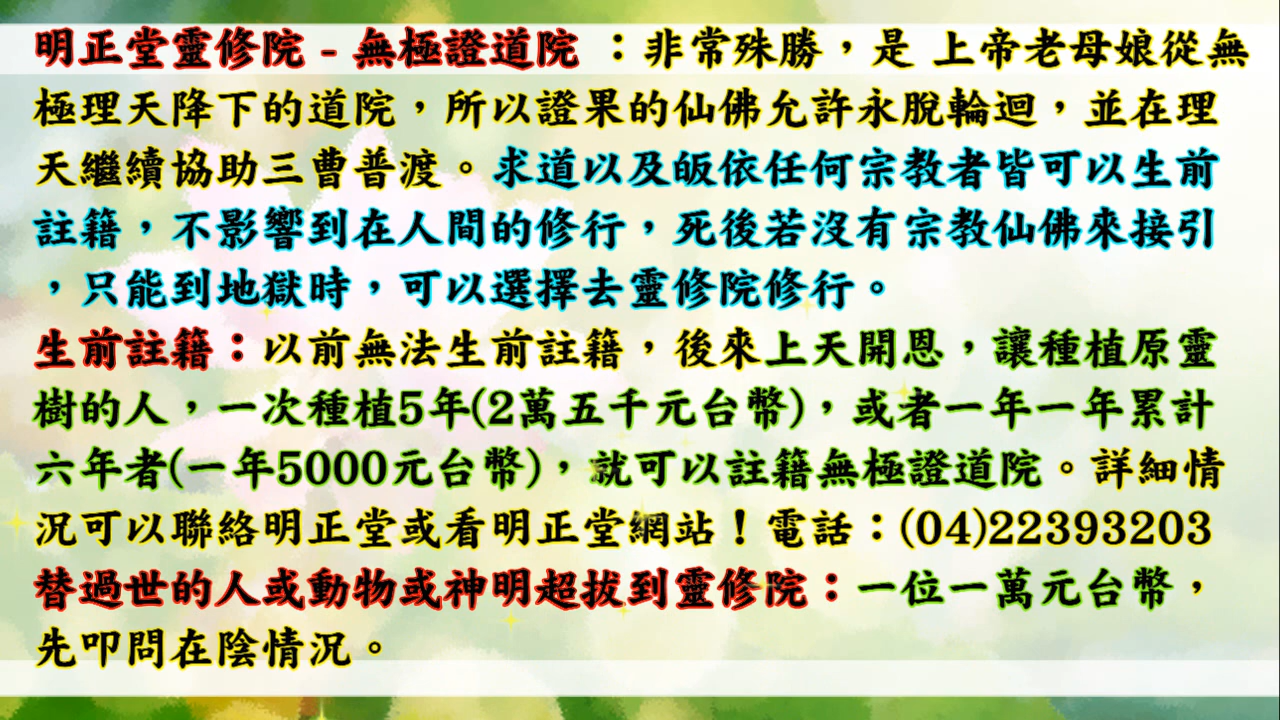 明正堂靈修院 - 無極證道院 ：非常殊勝，是 上帝老母娘從無
極理天降下的道院，所以證果的仙佛允許永脫輪迴，並在理
天繼續協助三曹普渡。求道以及皈依任何宗教者皆可以生前
註籍，不影響到在人間的修行，死後若沒有宗教仙佛來接引
，只能到地獄時，可以選擇去靈修院修行。
生前註籍：以前無法生前註籍，後來上天開恩，讓種植原靈
樹的人，一次種植5年(2萬五千元台幣)，或者一年一年累計
六年者(一年5000元台幣)，就可以註籍無極證道院。詳細情
況可以聯絡明正堂或看明正堂網站！電話：(04)22393203
替過世的人或動物或神明超拔到靈修院：一位一萬元台幣，
先叩問在陰情況。